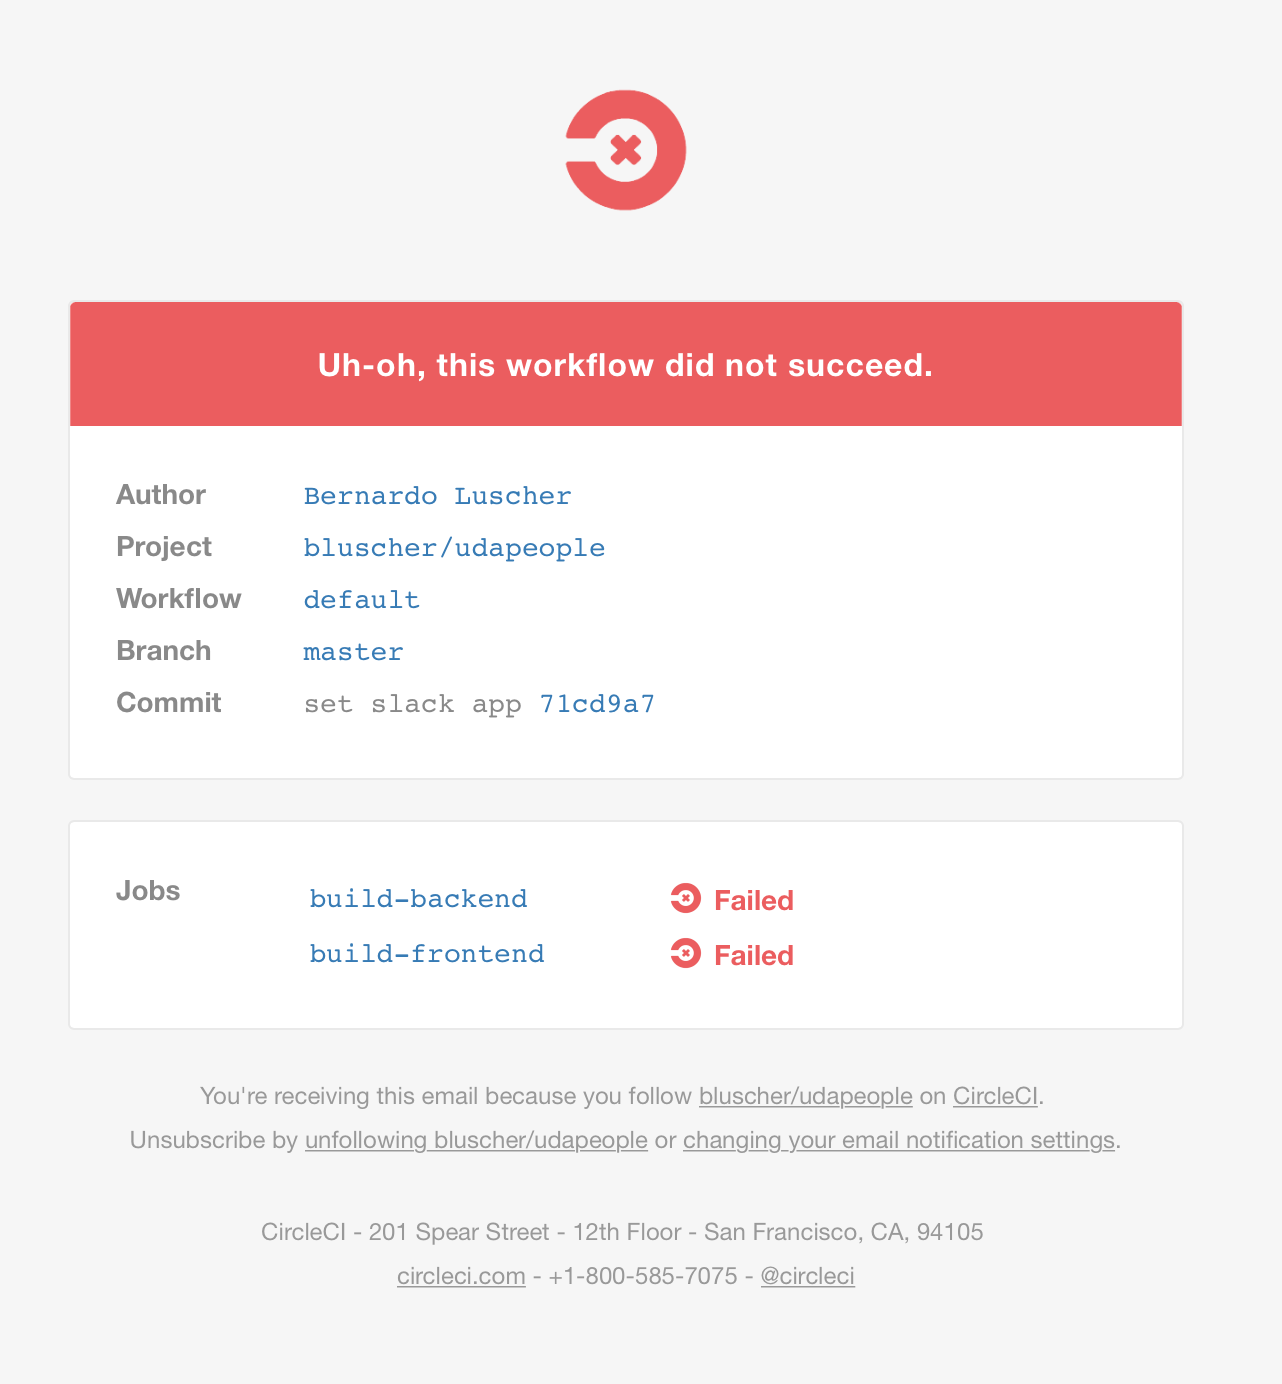 Uh-oh, this workflow did not succeed.
Author Bernardo Luscher
Project bluscher/udapeople
Workflow default
Branch master
Commit set slack app 71cd9a7
Jobs build-backend Failed
build-frontend Failed
You're receiving this email because you follow bluscher/udapeople on CircleCI.
Unsubscribe by unfollowing bluscher/udapeople or changing your email notification settings.
CircleCI - 201 Spear Street - 12th Floor - San Francisco, CA, 94105
circleci.com - +1-800-585-7075 - @circleci